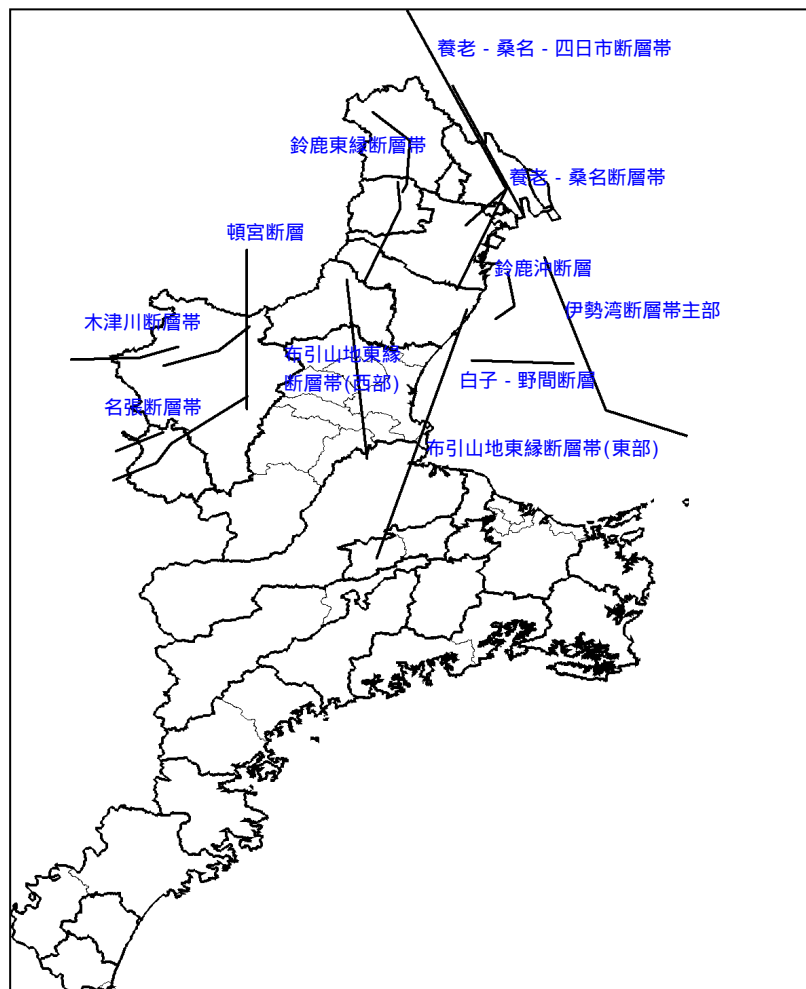 養老 - 桑名 - 四日市断層帯
鈴鹿東縁断層帯
養老 - 桑名断層帯
頓宮断層
鈴鹿沖断層
木津川断層帯
伊勢湾断層帯主部
布引山地東縁
断層帯(西部)
白子 - 野間断層
名張断層帯
布引山地東縁断層帯(東部)